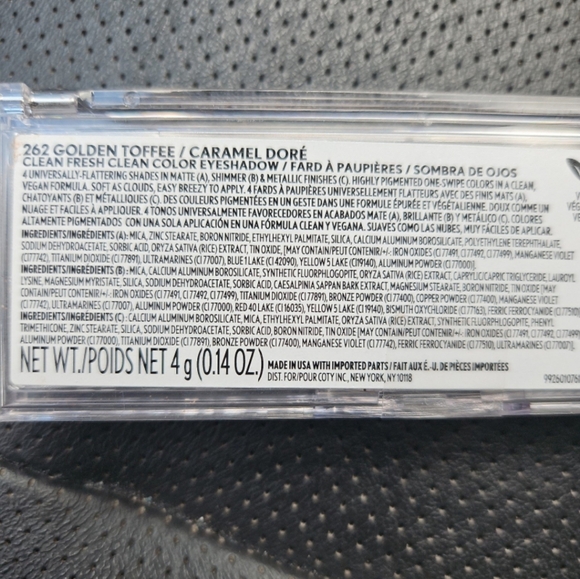 262 GOLDEN TOFFEE / CARAMEL DORÉ
CLEAN FRESH CLEAN COLOR EYESHADOW / FARD À PAUPIÈRES / SOMBRA DE OJOS
4 UNIVERSALLY-FLATTERING SHADES IN MATTE (A), SHIMMER (B) & METALLIC FINISHES (C). HIGHLY PIGMENTED ONE-SWIPE COLORS IN A CLEAN,
VEGAN FORMULA. SOFT AS CLOUDS, EASY BREEZY TO APPLY. 4 FARDS À PAUPIÈRES UNIVERSELLEMENT FLATTEURS AVEC DES FINIS MATS (A),
CHATOYANTS (B) ET MÉTALLIQUES (C). DES COULEURS PIGMENTÉES EN UN GESTE DANS UNE FORMULE ÉPURÉE ET VÉGÉTALIENNE. DOUX COMME UN
NUAGE ET FACILES À APPLIQUER. 4 TONOS UNIVERSALMENTE FAVORECEDORES EN ACABADOS MATE (A), BRILLANTE (B) Y METÁLICO (C). COLORES
ALTAMENTE PIGMENTADOS CON UNA SOLA APLICACIÓN EN UNA FÓRMULA CLEAN Y VEGANA. SUAVES COMO LAS NUBES, MUY FÁCILES DE APLICAR.
INGREDIENTS/INGRÉDIENTS (A): MICA, ZINC STEARATE, BORON NITRIDE, ETHYLHEXYL PALMITATE, SILICA, CALCIUM ALUMINUM BOROSILICATE, POLYETHYLENE TEREPHTHALATE,
SODIUM DEHYDROACETATE, SORBIC ACID, ORYZA SATIVA (RICE) EXTRACT, TIN OXIDE, [MAY CONTAIN/PEUT CONTENIR/+/-: IRON OXIDES (CI 77491, CI 77492, CI 77499), MANGANESE VIOLET
(CI 77742), TITANIUM DIOXIDE (CI 77891), ULTRAMARINES (CI 77007), BLUE 1 LAKE (CI 42090), YELLOW 5 LAKE (CI 19140), ALUMINUM POWDER (CI 77000)].
INGREDIENTS/INGRÉDIENTS (B): MICA, CALCIUM ALUMINUM BOROSILICATE, SYNTHETIC FLUORPHLOGOPITE, ORYZA SATIVA (RICE) EXTRACT, CAPRYLIC/CAPRIC TRIGLYCERIDE, LAUROYL
LYSINE, MAGNESIUM MYRISTATE, SILICA, SODIUM DEHYDROACETATE, SORBIC ACID, CAESALPINIA SAPPAN BARK EXTRACT, MAGNESIUM STEARATE, BORON NITRIDE, TIN OXIDE [MAY
CONTAIN/PEUT CONTENIR/+/-: IRON OXIDES (CI 77491, CI 77492, CI 77499), TITANIUM DIOXIDE (CI 77891), BRONZE POWDER (CI 77400), COPPER POWDER (CI 77400), MANGANESE VIOLET
(CI 77742), ULTRAMARINES (CI 77007), ALUMINUM POWDER (CI 77000), RED 40 LAKE (CI 16035), YELLOW 5 LAKE (CI 19140), BISMUTH OXYCHLORIDE (CI 77163), FERRIC FERROCYANIDE (CI 77510)].
INGREDIENTS/INGRÉDIENTS (C): CALCIUM ALUMINUM BOROSILICATE, MICA, ETHYLHEXYL PALMITATE, ORYZA SATIVA (RICE) EXTRACT, SYNTHETIC FLUORPHLOGOPITE, PHENYL
TRIMETHICONE, ZINC STEARATE, SILICA, SODIUM DEHYDROACETATE, SORBIC ACID, BORON NITRIDE, TIN OXIDE [MAY CONTAIN/PEUT CONTENIR/+/-: IRON OXIDES (CI 77491, CI 77492, CI 77499),
ALUMINUM POWDER (CI 77000), TITANIUM DIOXIDE (CI 77891), BRONZE POWDER (CI 77400), MANGANESE VIOLET (CI 77742), FERRIC FERROCYANIDE (CI 77510), ULTRAMARINES (CI 77007)].
NET WT./POIDS NET 4 g (0.14 OZ.) MADE IN USA WITH IMPORTED PARTS / FAIT AUX É.-U. DE PIÈCES IMPORTÉES
DIST. FOR/POUR COTY INC., NEW YORK, NY 10118